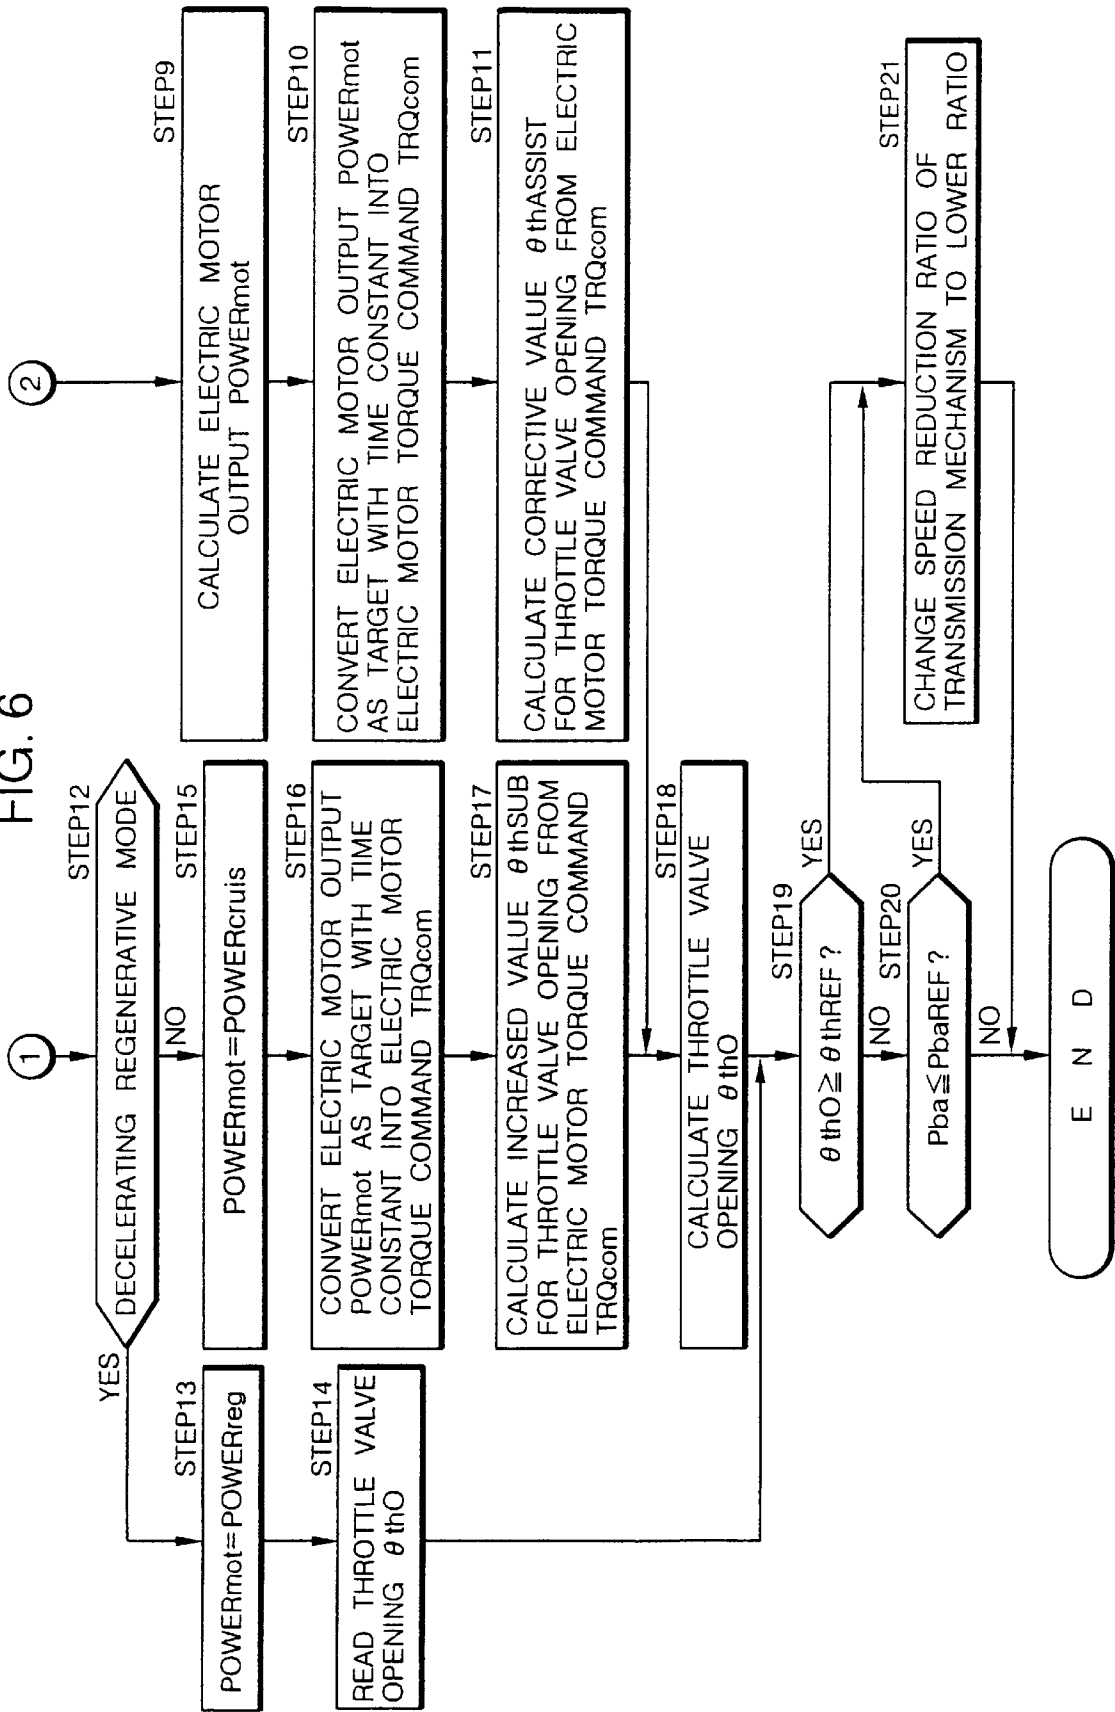 FIG. 6
1
STEP12
DECELERATING REGENERATIVE MODE
YES
NO
STEP13
POWERmot=POWERreg
STEP14
READ THROTTLE VALVE
OPENING θthO
STEP15
POWERmot=POWERcruis
STEP16
CONVERT ELECTRIC MOTOR OUTPUT
POWERmot AS TARGET WITH TIME
CONSTANT INTO ELECTRIC MOTOR
TORQUE COMMAND TRQcom
STEP17
CALCULATE INCREASED VALUE θthSUB
FOR THROTTLE VALVE OPENING FROM
ELECTRIC MOTOR TORQUE COMMAND
TRQcom
2
STEP9
CALCULATE ELECTRIC MOTOR
OUTPUT POWERmot
STEP10
CONVERT ELECTRIC MOTOR OUTPUT POWERmot
AS TARGET WITH TIME CONSTANT INTO
ELECTRIC MOTOR TORQUE COMMAND TRQcom
STEP11
CALCULATE CORRECTIVE VALUE θthASSIST
FOR THROTTLE VALVE OPENING FROM ELECTRIC
MOTOR TORQUE COMMAND TRQcom
STEP18
CALCULATE THROTTLE VALVE
OPENING θthO
STEP19
θthO≧θthREF?
YES
NO
STEP20
Pba≦PbaREF?
YES
NO
STEP21
CHANGE SPEED REDUCTION RATIO OF
TRANSMISSION MECHANISM TO LOWER RATIO
END